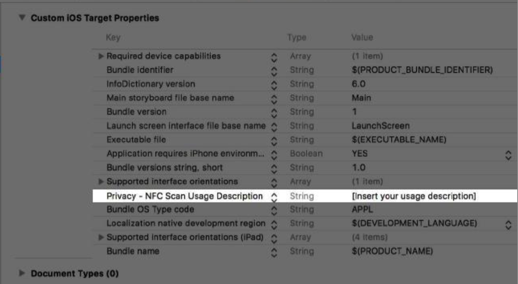 Custom iOS Target Properties
Key Type Value
Required device capabilities Array (1 item)
Bundle identifier String $(PRODUCT_BUNDLE_IDENTIFIER)
InfoDictionary version String 6.0
Main storyboard file base name String Main
Bundle version String 1
Launch screen interface file base name String LaunchScreen
Executable file String $(EXECUTABLE_NAME)
Application requires iPhone environm... Boolean YES
Bundle versions string, short String 1.0
Supported interface orientations Array (1 item)
Privacy - NFC Scan Usage Description String [Insert your usage description]
Bundle OS Type code String APPL
Localization native development region String $(DEVELOPMENT_LANGUAGE)
Supported interface orientations (iPad) Array (4 items)
Bundle name String $(PRODUCT_NAME)
Document Types (0)